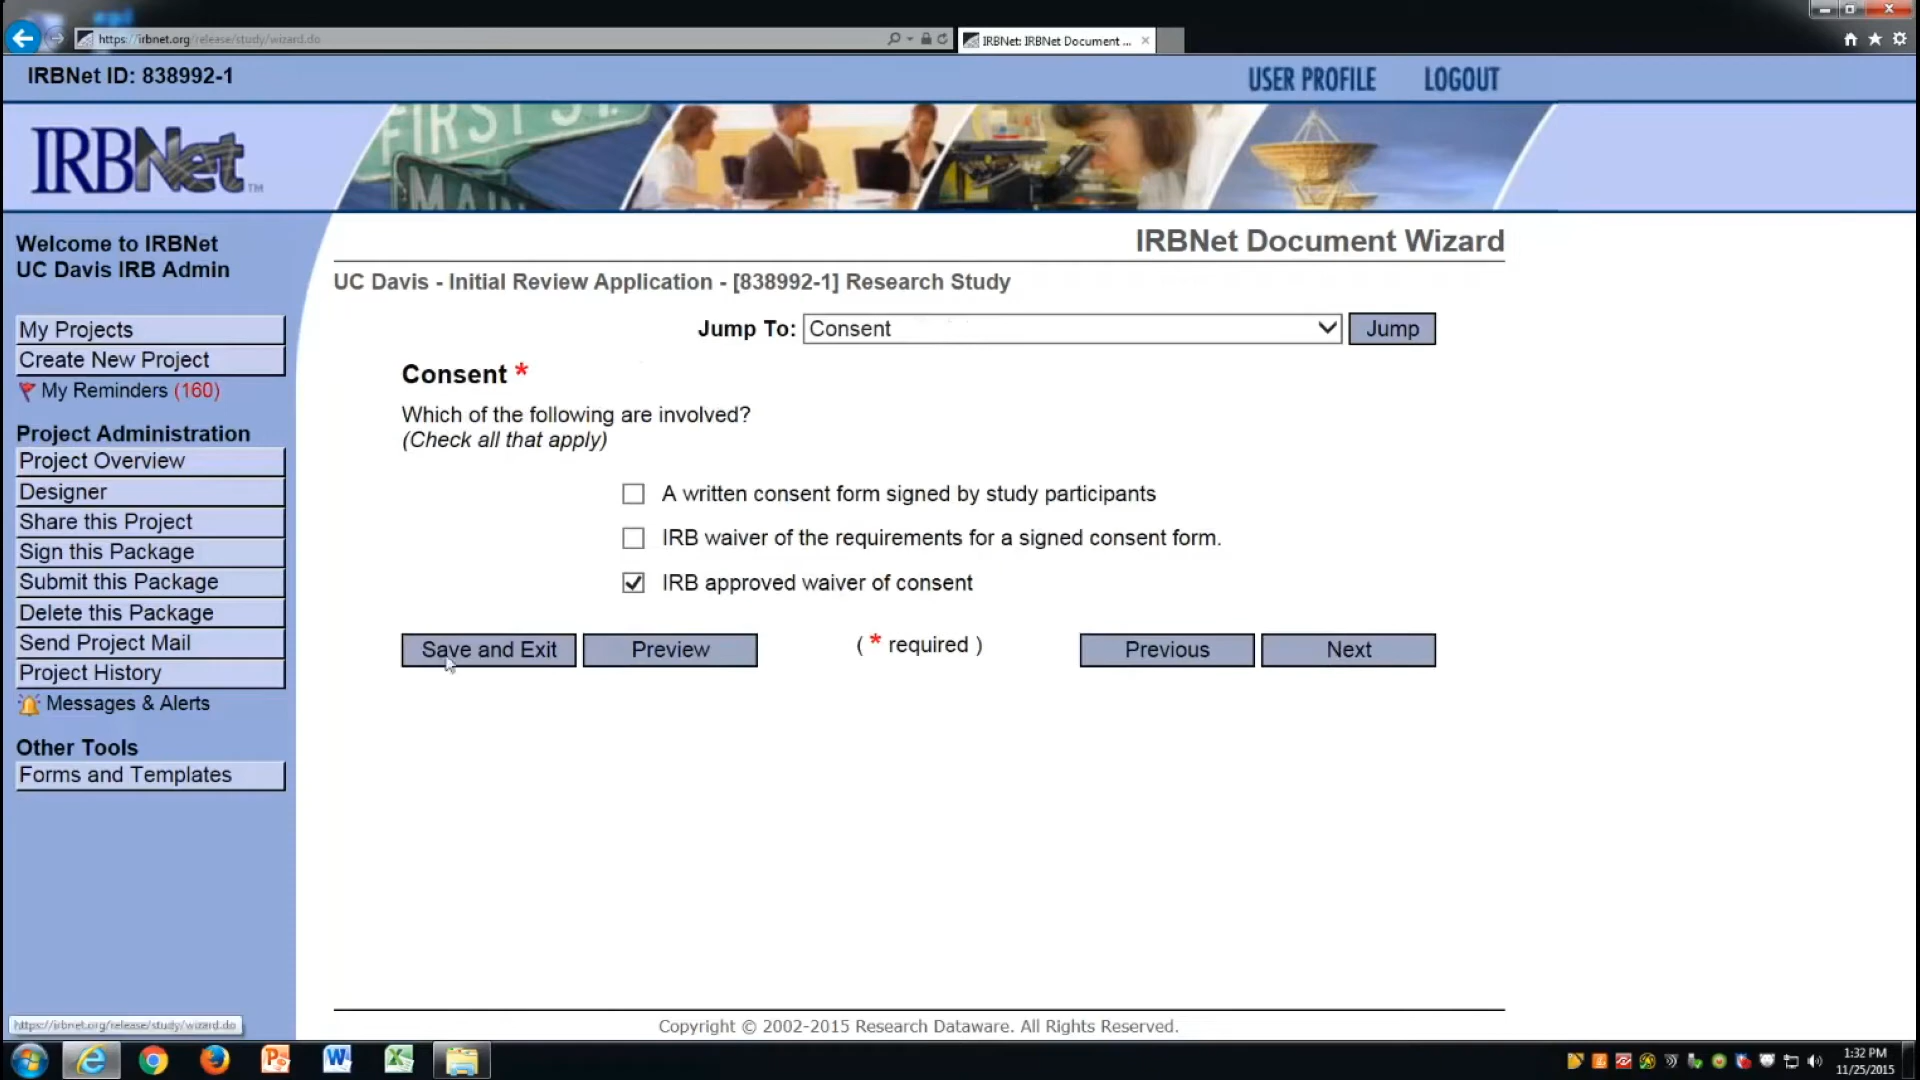 https://irbnet.org/release/study/wizard.do
IRBNet: IRBNet Document ...
IRBNet ID: 838992-1
USER PROFILE
LOGOUT
IRBNet™
FIRST ST.
MAIN
Welcome to IRBNet
UC Davis IRB Admin
My Projects
Create New Project
My Reminders (160)
Project Administration
Project Overview
Designer
Share this Project
Sign this Package
Submit this Package
Delete this Package
Send Project Mail
Project History
Messages & Alerts
Other Tools
Forms and Templates
IRBNet Document Wizard
UC Davis - Initial Review Application - [838992-1] Research Study
Jump To: Consent Jump
Consent *
Which of the following are involved?
(Check all that apply)
A written consent form signed by study participants
IRB waiver of the requirements for a signed consent form.
IRB approved waiver of consent
Save and Exit Preview ( * required ) Previous Next
https://irbnet.org/release/study/wizard.do
Copyright © 2002-2015 Research Dataware. All Rights Reserved.
1:32 PM
11/25/2015